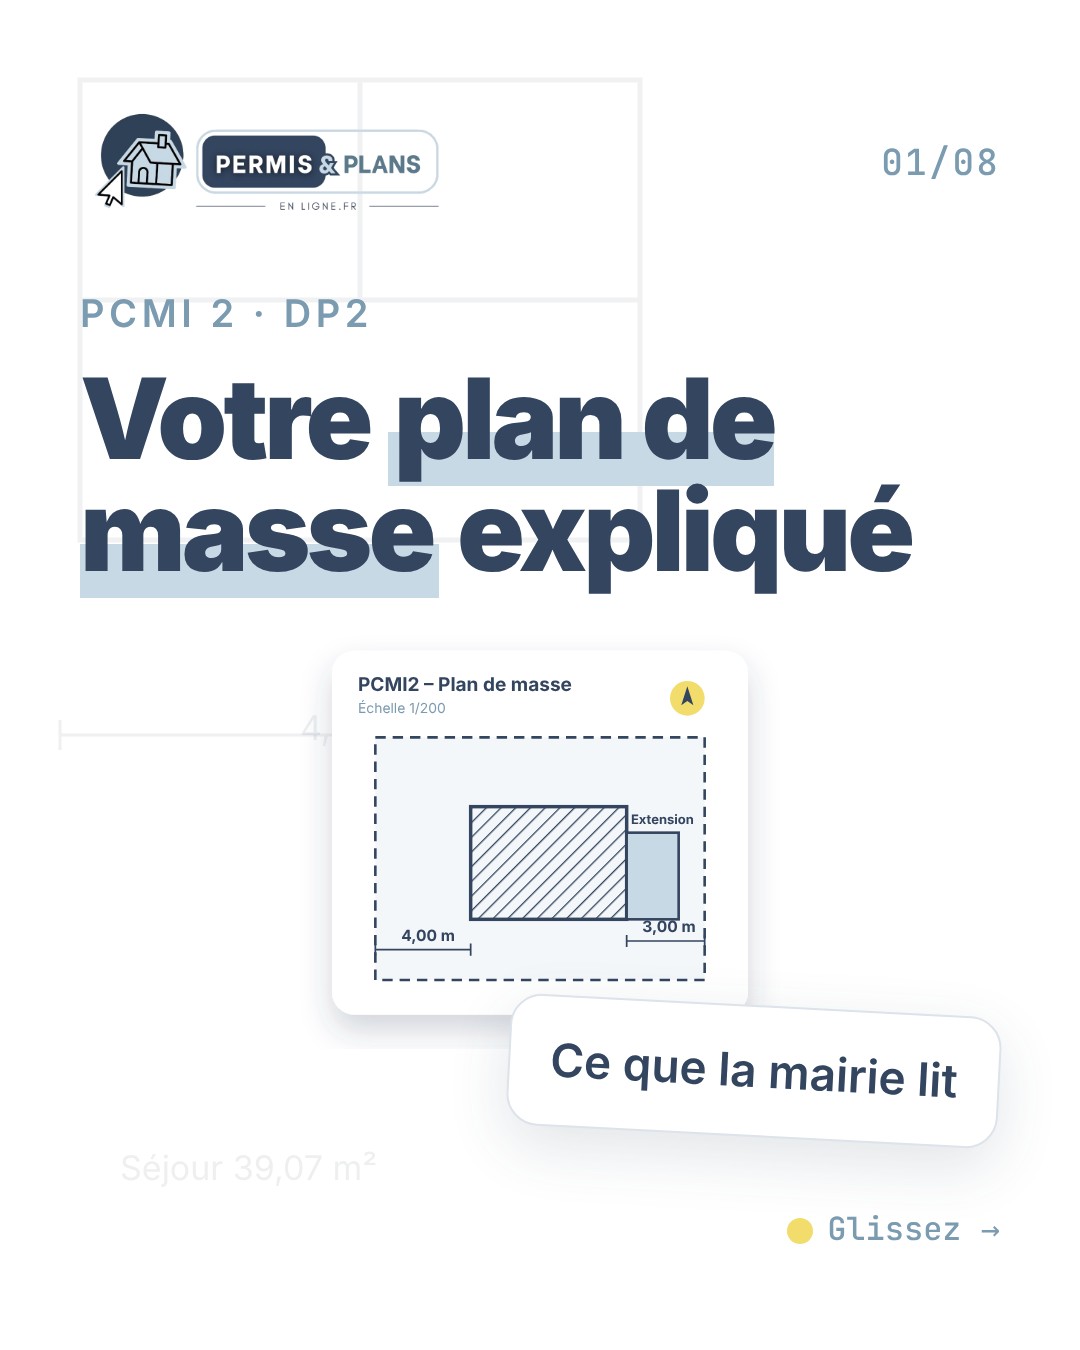 PERMIS & PLANS
EN LIGNE.FR
01/08
PCMI 2 · DP2
Votre plan de
masse expliqué
PCMI2 – Plan de masse
Échelle 1/200
4,
Extension
3,00 m
4,00 m
Ce que la mairie lit
Séjour 39,07 m²
Glissez →